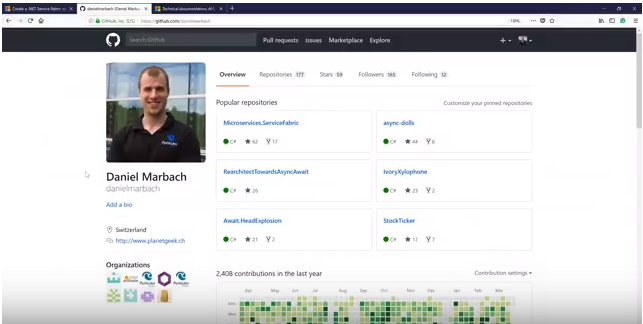 Create a .NET Service Fabric
danielmarbach (Daniel Marbac
Technical documentation, API,
GitHub, Inc. (US)
https://github.com/danielmarbach
Search GitHub
Pull requests Issues Marketplace Explore
Overview Repositories 177 Stars 59 Followers 165 Following 12
Popular repositories
Customize your pinned repositories
Microservices.ServiceFabric
C# 62 17
async-dolls
C# 44 8
RearchitectTowardsAsyncAwait
C# 26
IvoryXylophone
C# 23 2
Await.HeadExplosion
C# 21 2
StockTicker
C# 17 7
Daniel Marbach
danielmarbach
Add a bio
Switzerland
http://www.planetgeek.ch
Organizations
2,408 contributions in the last year
Contribution settings
Apr May Jun Jul Aug Sep Oct Nov Dec Jan Feb Mar
Mon